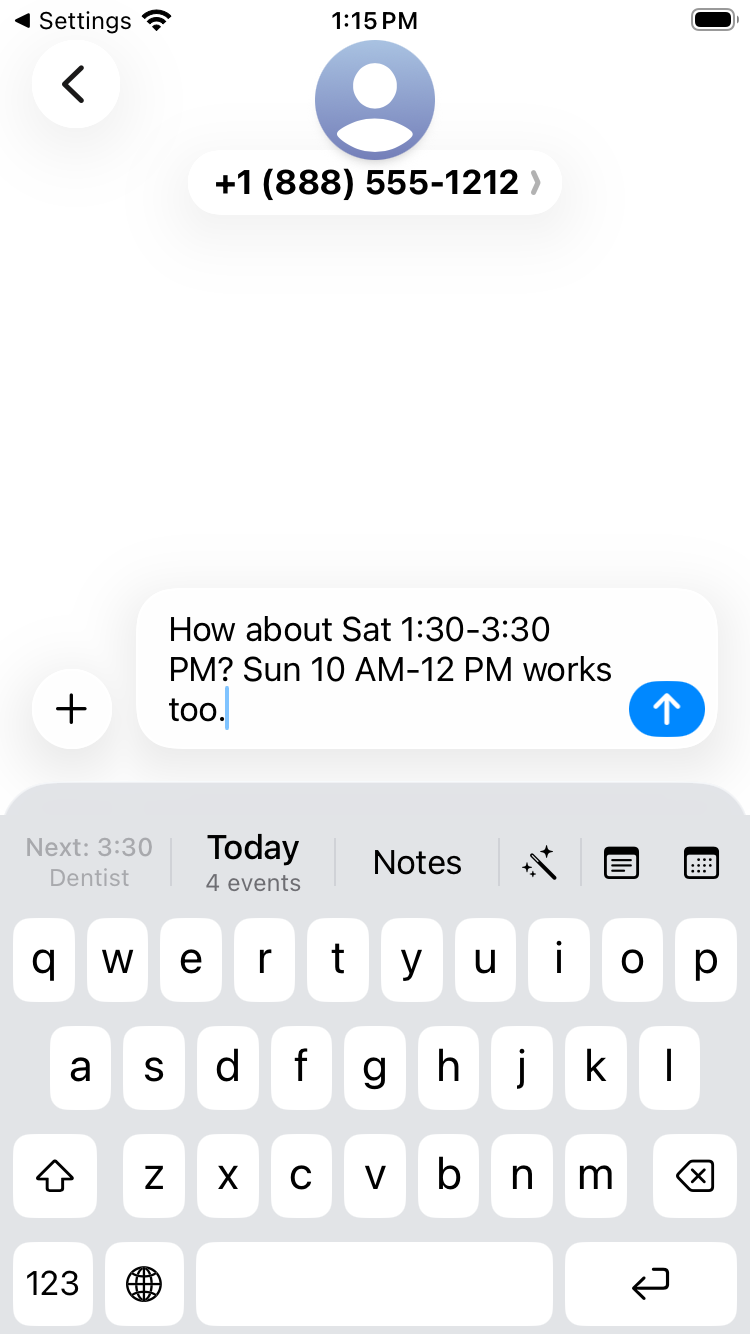 ◀ Settings 1:15 PM
+1 (888) 555-1212
How about Sat 1:30-3:30
PM? Sun 10 AM-12 PM works
too.
Next: 3:30
Dentist
Today
4 events
Notes
q w e r t y u i o p
a s d f g h j k l
z x c v b n m
123